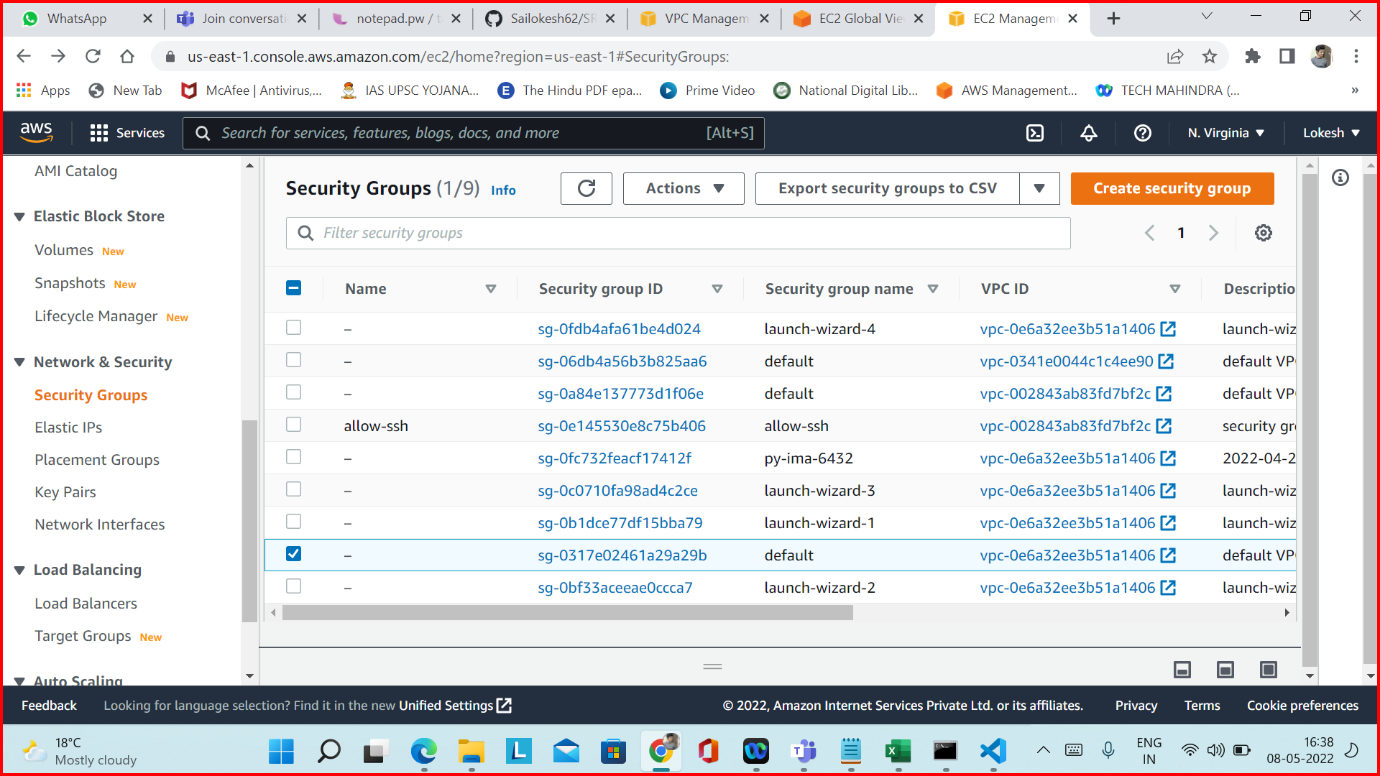 WhatsApp Join conversati notepad.pw / t Sailokesh62/SR VPC Managem EC2 Global Vie EC2 Managem
us-east-1.console.aws.amazon.com/ec2/home?region=us-east-1#SecurityGroups:
Apps New Tab McAfee | Antivirus,... IAS UPSC YOJANA... The Hindu PDF epa... Prime Video National Digital Lib... AWS Management... TECH MAHINDRA (... »
aws Services Search for services, features, blogs, docs, and more [Alt+S] N. Virginia Lokesh
AMI Catalog
Elastic Block Store
Volumes New
Snapshots New
Lifecycle Manager New
Network & Security
Security Groups
Elastic IPs
Placement Groups
Key Pairs
Network Interfaces
Load Balancing
Load Balancers
Target Groups New
Auto Scaling
Security Groups (1/9) Info Actions Export security groups to CSV Create security group
Filter security groups 1
Name Security group ID Security group name VPC ID Descriptio
– sg-0fdb4afa61be4d024 launch-wizard-4 vpc-0e6a32ee3b51a1406 launch-wiz
– sg-06db4a56b3b825aa6 default vpc-0341e0044c1c4ee90 default VP
– sg-0a84e137773d1f06e default vpc-002843ab83fd7bf2c default VP
allow-ssh sg-0e145530e8c75b406 allow-ssh vpc-002843ab83fd7bf2c security gr
– sg-0fc732feacf17412f py-ima-6432 vpc-0e6a32ee3b51a1406 2022-04-2
– sg-0c0710fa98ad4c2ce launch-wizard-3 vpc-0e6a32ee3b51a1406 launch-wiz
– sg-0b1dce77df15bba79 launch-wizard-1 vpc-0e6a32ee3b51a1406 launch-wiz
– sg-0317e02461a29a29b default vpc-0e6a32ee3b51a1406 default VP
– sg-0bf33aceeae0ccca7 launch-wizard-2 vpc-0e6a32ee3b51a1406 launch-wiz
Feedback Looking for language selection? Find it in the new Unified Settings © 2022, Amazon Internet Services Private Ltd. or its affiliates. Privacy Terms Cookie preferences
18°C
Mostly cloudy
ENG
IN
16:38
08-05-2022